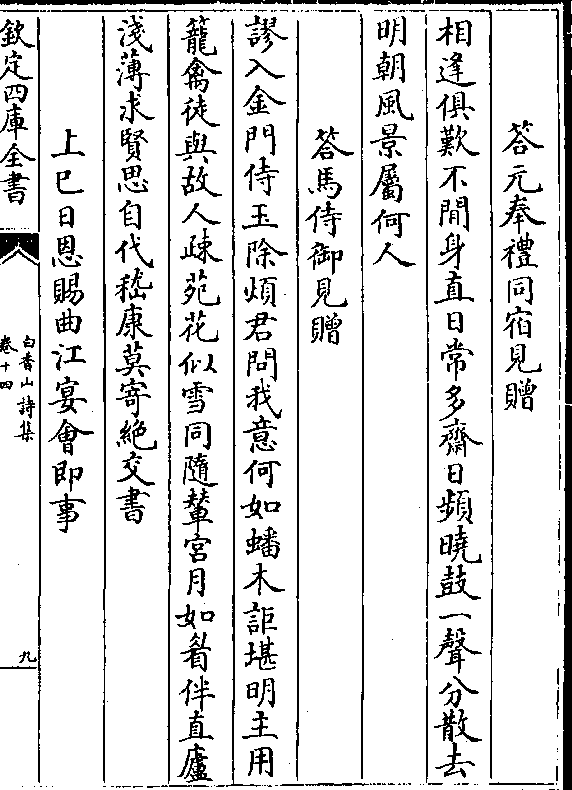 答元奉禮同宿見贈
相逢俱歎不閒身直日常多齋日頻曉鼓一聲分散去
明朝風景屬何人
答馬侍御見贈
謬入金門侍玉除煩君問我意何如蟠木詎堪明主用
籠禽徒與故人疎苑花似雪同隨輦宮月如眉伴直廬
淺薄求賢思自代嵇康莫寄絶交書
上巳日恩賜曲江宴會即事
欽定四庫全書
白香山詩集
卷十四
九